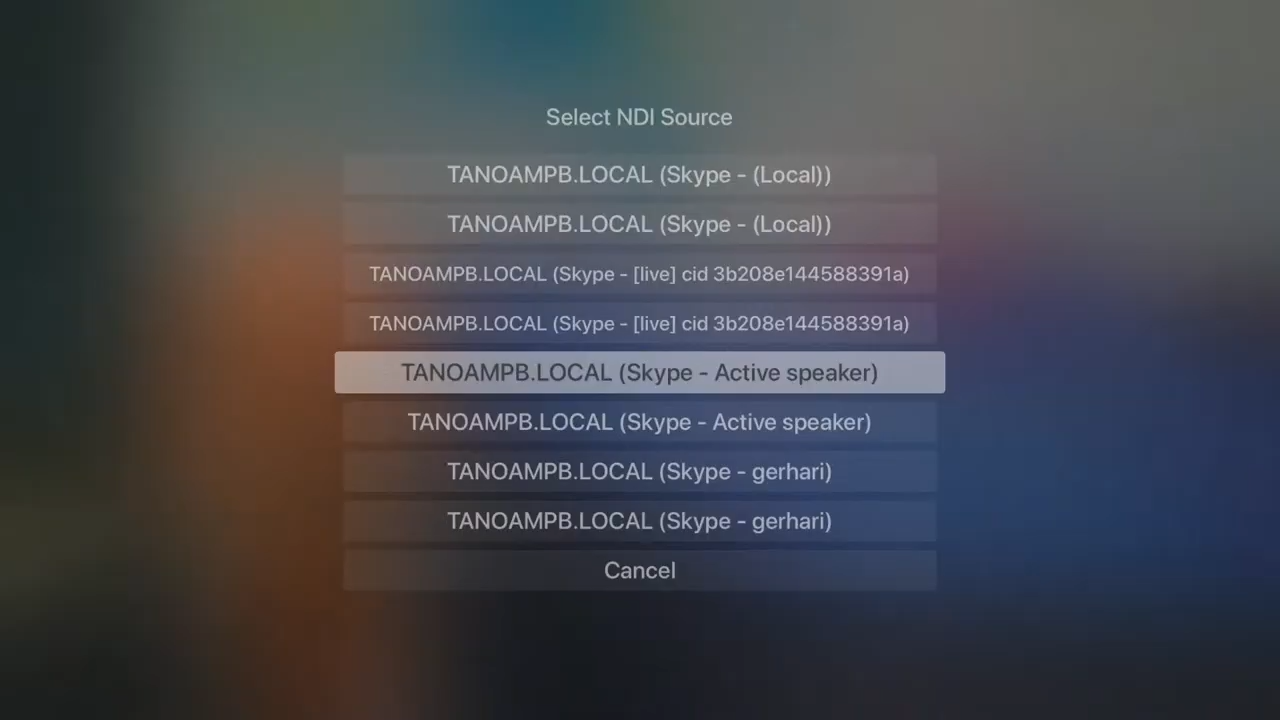 Select NDI Source
TANOAMPB.LOCAL (Skype - (Local))
TANOAMPB.LOCAL (Skype - (Local))
TANOAMPB.LOCAL (Skype - [live] cid 3b208e144588391a)
TANOAMPB.LOCAL (Skype - [live] cid 3b208e144588391a)
TANOAMPB.LOCAL (Skype - Active speaker)
TANOAMPB.LOCAL (Skype - Active speaker)
TANOAMPB.LOCAL (Skype - gerhari)
TANOAMPB.LOCAL (Skype - gerhari)
Cancel